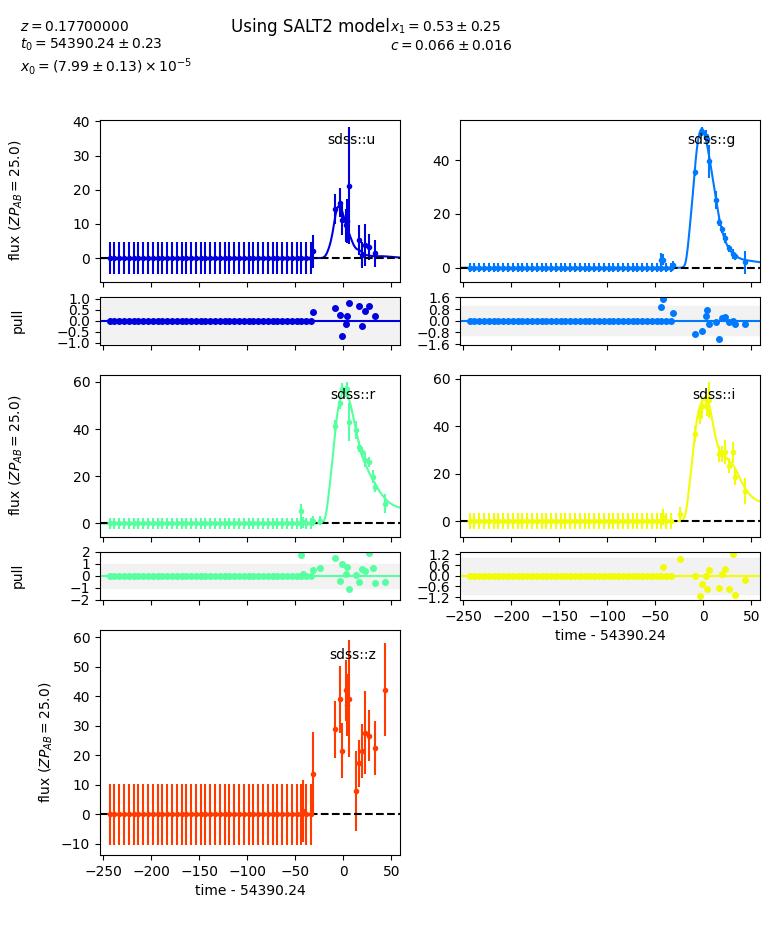 Using SALT2 model
z = 0.17700000
t0 = 54390.24 ± 0.23
x0 = (7.99 ± 0.13) × 10^-5
x1 = 0.53 ± 0.25
c = 0.066 ± 0.016
sdss::u
flux (ZP_AB = 25.0)
40
30
20
10
0
sdss::g
40
20
0
pull
1.0
0.5
0.0
−0.5
−1.0
1.6
0.8
0.0
−0.8
−1.6
sdss::r
flux (ZP_AB = 25.0)
60
40
20
0
sdss::i
60
40
20
0
pull
2
1
0
−1
−2
1.2
0.6
0.0
−0.6
−1.2
−250 −200 −150 −100 −50 0 50
time - 54390.24
sdss::z
flux (ZP_AB = 25.0)
60
50
40
30
20
10
0
−10
−250 −200 −150 −100 −50 0 50
time - 54390.24